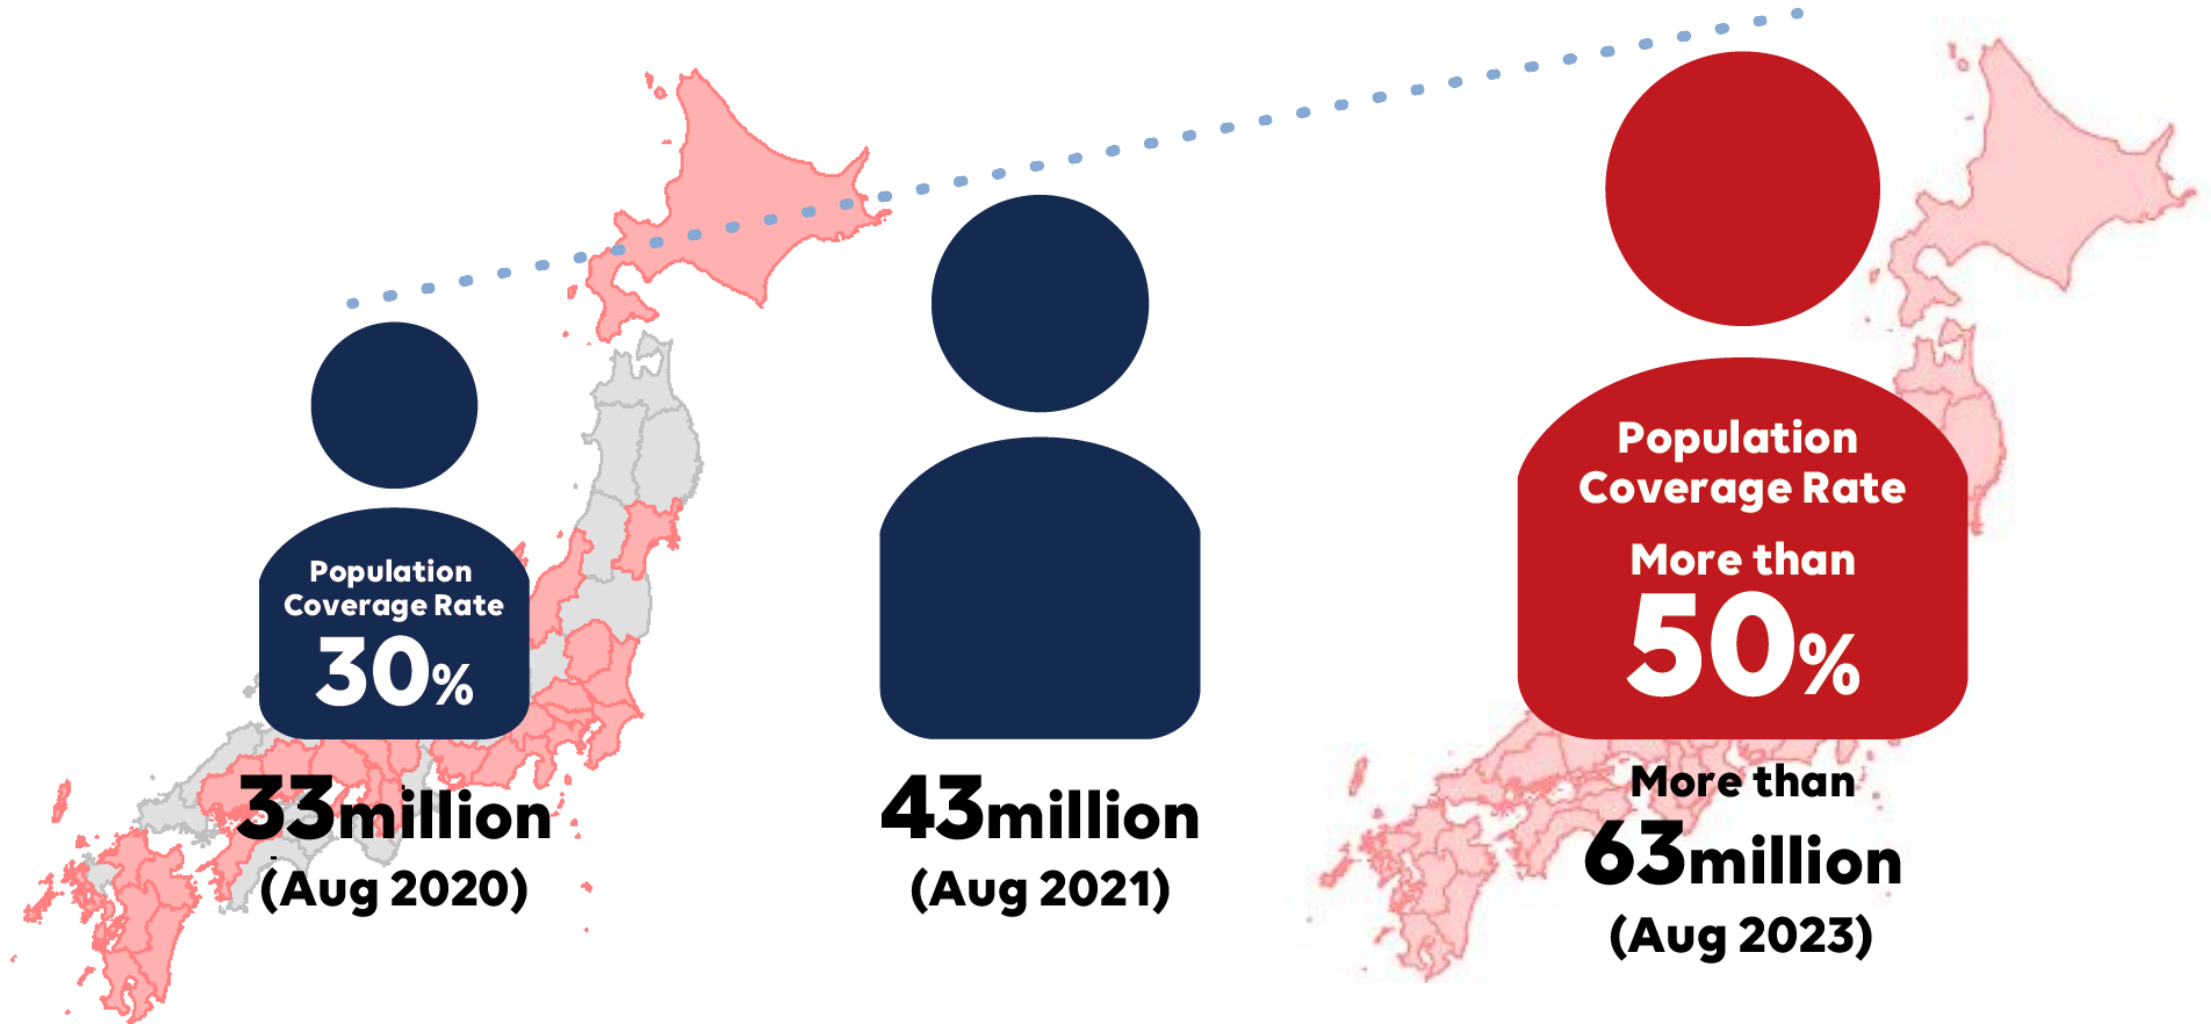 Population
Coverage Rate
30%
33million
(Aug 2020)
43million
(Aug 2021)
Population
Coverage Rate
More than
50%
More than
63million
(Aug 2023)